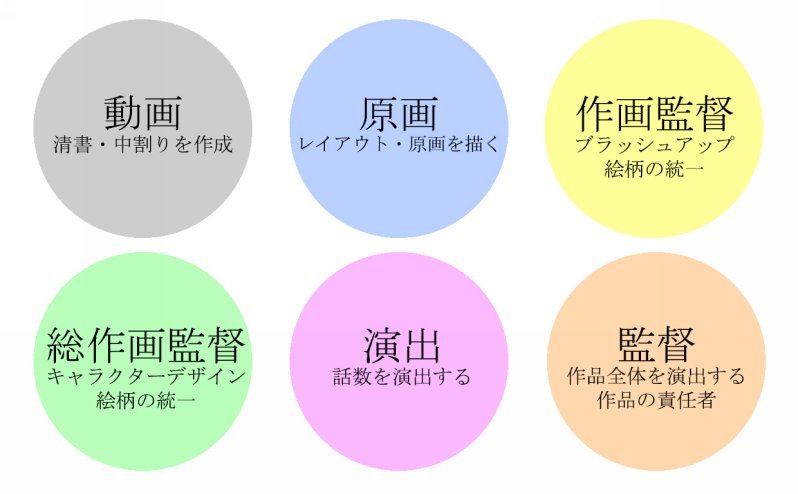 動画
清書・中割りを作成
原画
レイアウト・原画を描く
作画監督
ブラッシュアップ
絵柄の統一
総作画監督
キャラクターデザイン
絵柄の統一
演出
話数を演出する
監督
作品全体を演出する
作品の責任者